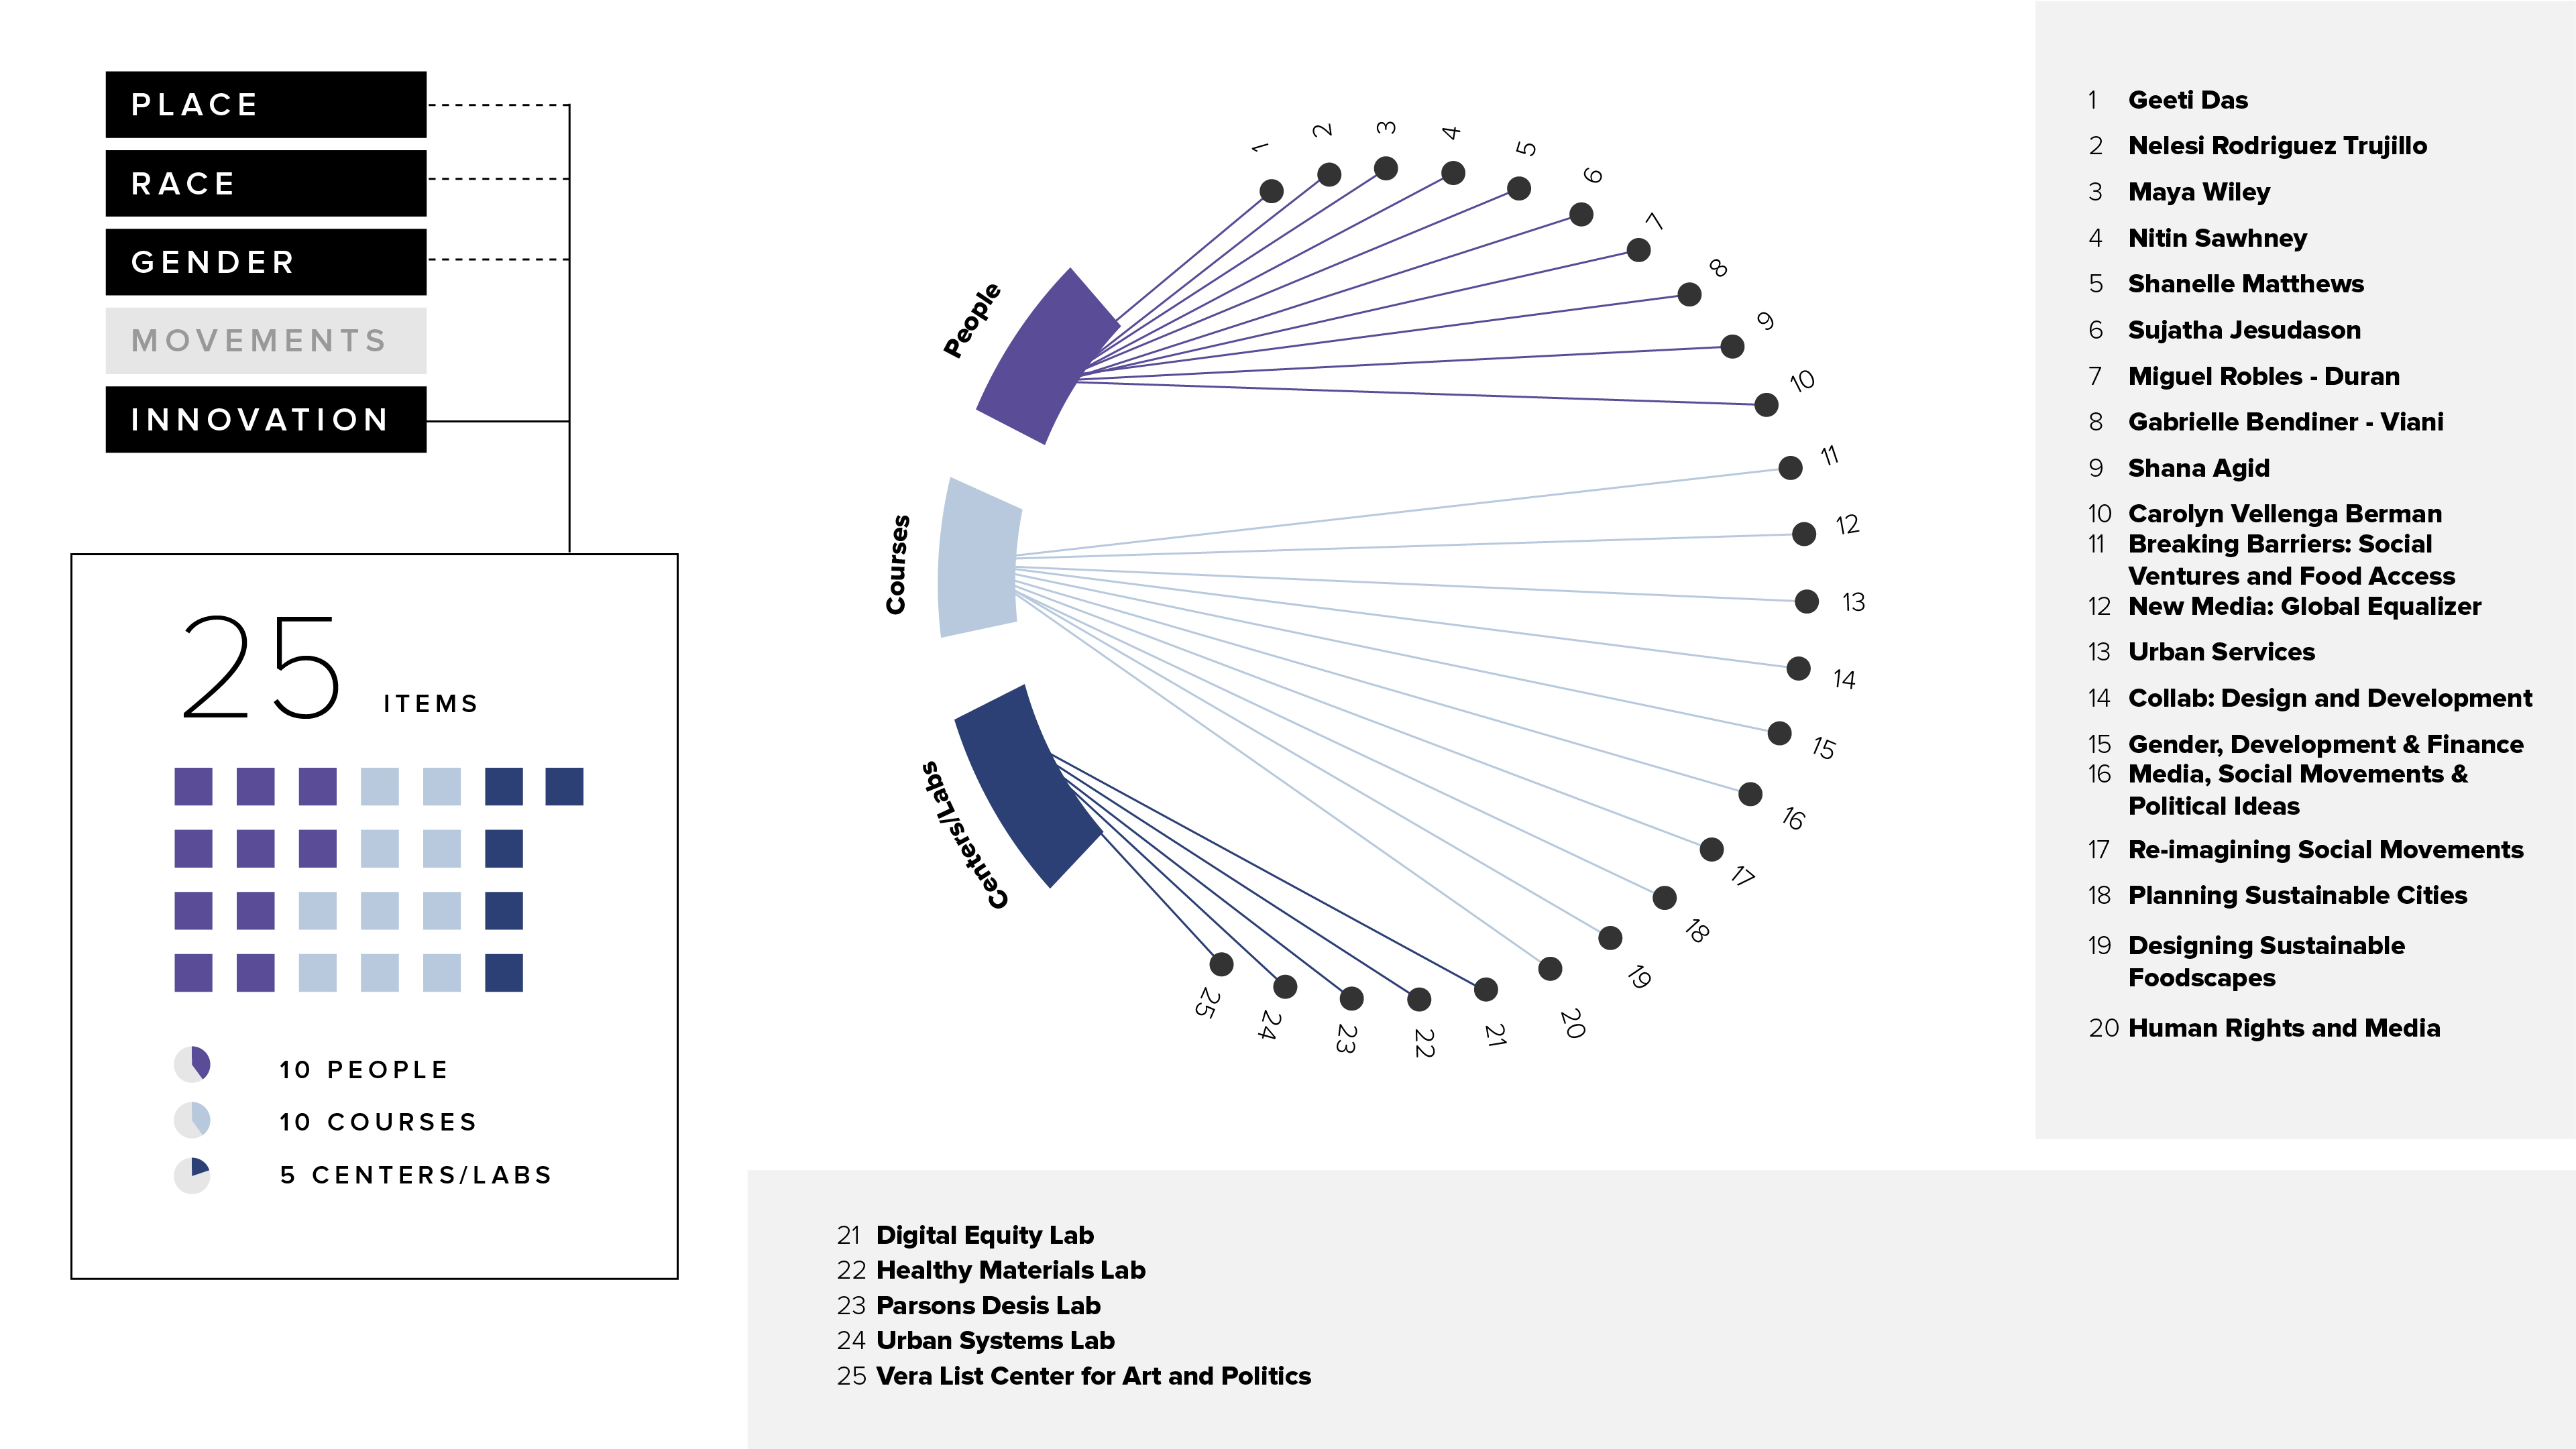 PLACE
RACE
GENDER
MOVEMENTS
INNOVATION
25 ITEMS
10 PEOPLE
10 COURSES
5 CENTERS/LABS
People
Courses
Centers/Labs
1
2
3
4
5
6
7
8
9
10
11
12
13
14
15
16
17
18
19
20
21
22
23
24
25
1 Geeti Das
2 Nelesi Rodriguez Trujillo
3 Maya Wiley
4 Nitin Sawhney
5 Shanelle Matthews
6 Sujatha Jesudason
7 Miguel Robles - Duran
8 Gabrielle Bendiner - Viani
9 Shana Agid
10 Carolyn Vellenga Berman
11 Breaking Barriers: Social
Ventures and Food Access
12 New Media: Global Equalizer
13 Urban Services
14 Collab: Design and Development
15 Gender, Development & Finance
16 Media, Social Movements &
Political Ideas
17 Re-imagining Social Movements
18 Planning Sustainable Cities
19 Designing Sustainable
Foodscapes
20 Human Rights and Media
21 Digital Equity Lab
22 Healthy Materials Lab
23 Parsons Desis Lab
24 Urban Systems Lab
25 Vera List Center for Art and Politics